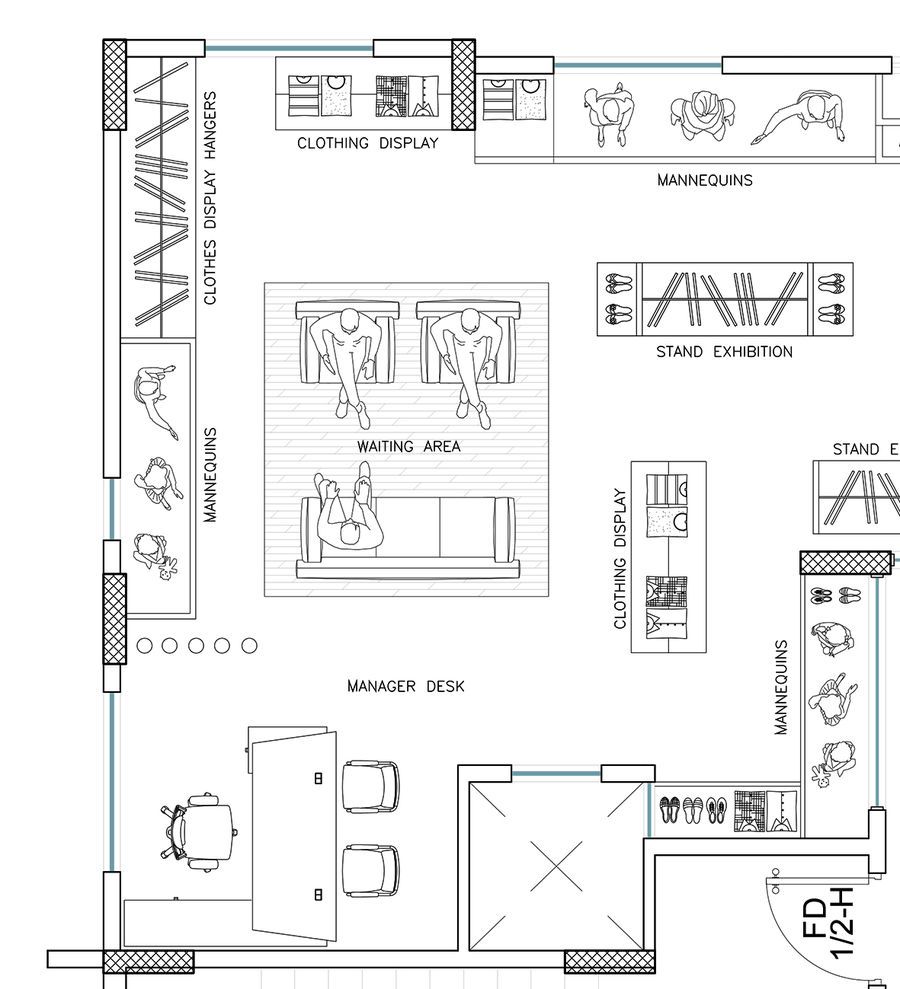 CLOTHING DISPLAY
MANNEQUINS
CLOTHES DISPLAY HANGERS
STAND EXHIBITION
MANNEQUINS
WAITING AREA
STAND E
CLOTHING DISPLAY
MANNEQUINS
MANAGER DESK
FD
1/2-H